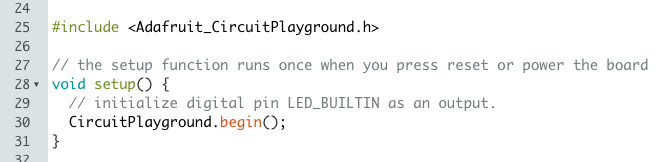 24
25 #include <Adafruit_CircuitPlayground.h>
26
27 // the setup function runs once when you press reset or power the board
28 void setup() {
29 // initialize digital pin LED_BUILTIN as an output.
30 CircuitPlayground.begin();
31 }
32